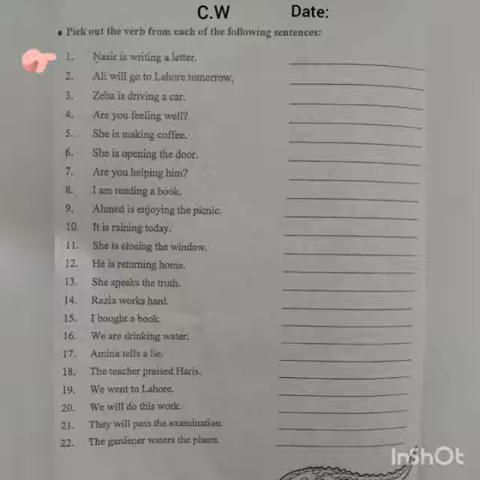 C.W Date:
• Pick out the verb from each of the following sentences:
1. Nasir is writing a letter.
2. Ali will go to Lahore tomorrow.
3. Zeba is driving a car.
4. Are you feeling well?
5. She is making coffee.
6. She is opening the door.
7. Are you helping him?
8. I am reading a book.
9. Ahmed is enjoying the picnic.
10. It is raining today.
11. She is closing the window.
12. He is returning home.
13. She speaks the truth.
14. Razia works hard.
15. I bought a book.
16. We are drinking water.
17. Amina tells a lie.
18. The teacher praised Haris.
19. We went to Lahore.
20. We will do this work.
21. They will pass the examination.
22. The gardener waters the plants.
InShOt